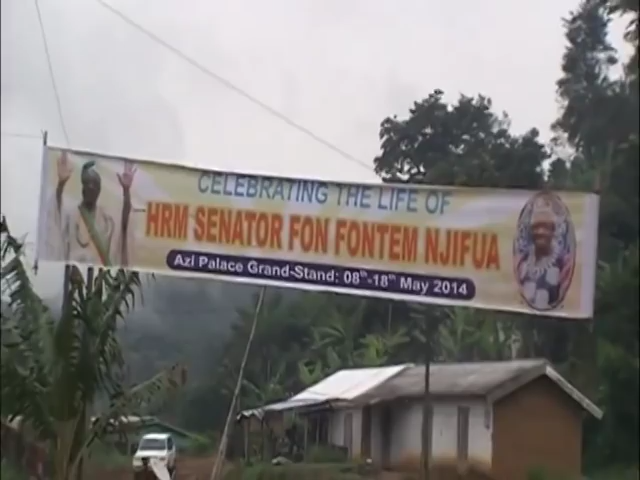 CELEBRATING THE LIFE OF
HRM SENATOR FON FONTEM NJIFUA
Azi Palace Grand-Stand: 08th-18th May 2014